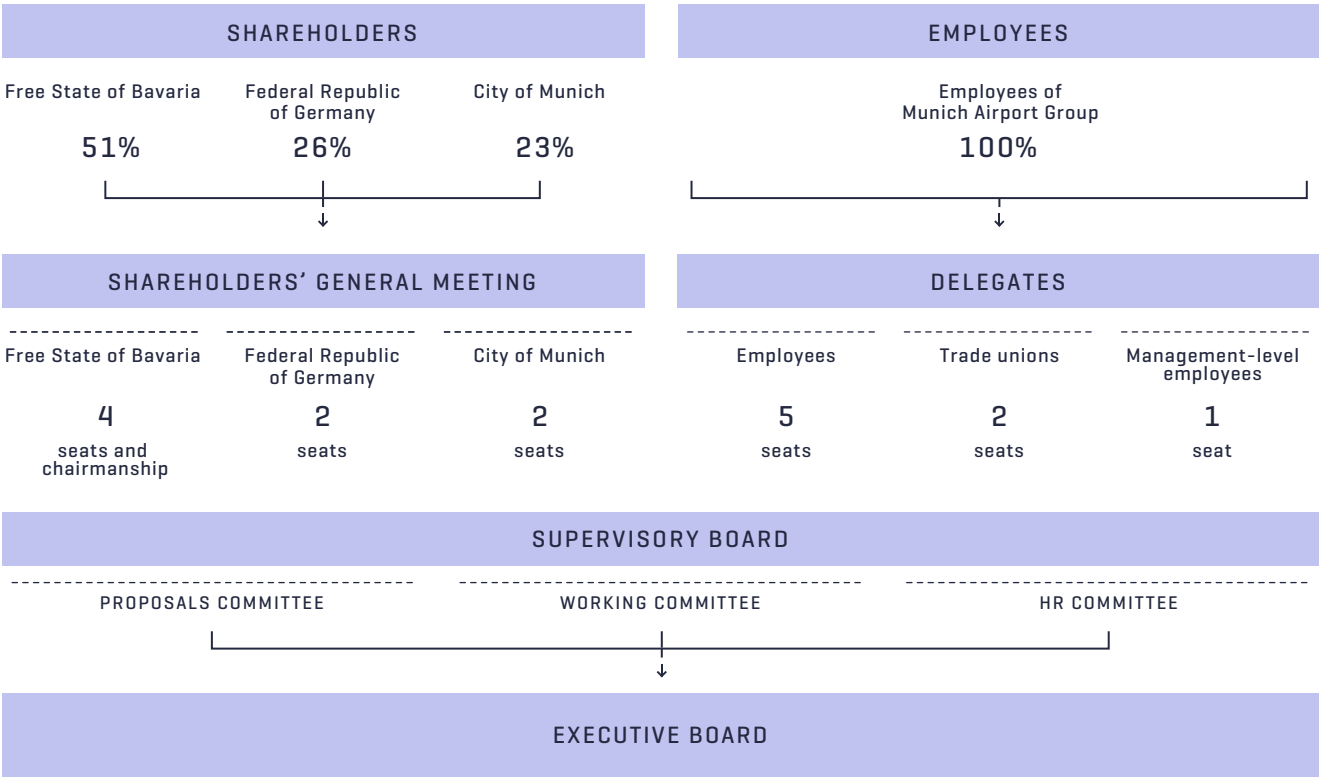 SHAREHOLDERS
Free State of Bavaria
51%
Federal Republic
of Germany
26%
City of Munich
23%
EMPLOYEES
Employees of
Munich Airport Group
100%
SHAREHOLDERS’ GENERAL MEETING
Free State of Bavaria
4
seats and
chairmanship
Federal Republic
of Germany
2
seats
City of Munich
2
seats
DELEGATES
Employees
5
seats
Trade unions
2
seats
Management-level
employees
1
seat
SUPERVISORY BOARD
PROPOSALS COMMITTEE
WORKING COMMITTEE
HR COMMITTEE
EXECUTIVE BOARD